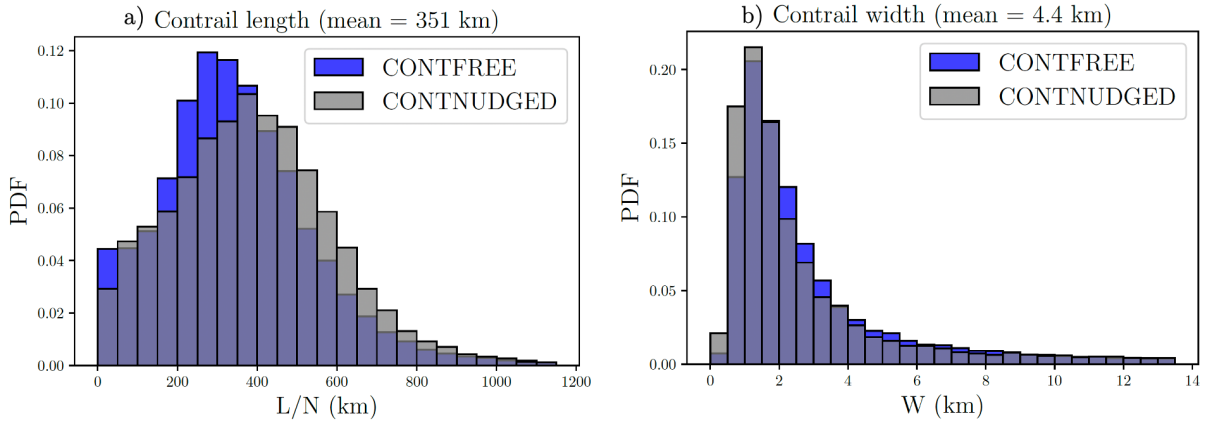 a) Contrail length (mean = 351 km)
CONTFREE
CONTNUDGED
PDF
0.12
0.10
0.08
0.06
0.04
0.02
0.00
0 200 400 600 800 1000 1200
L/N (km)
b) Contrail width (mean = 4.4 km)
CONTFREE
CONTNUDGED
PDF
0.20
0.15
0.10
0.05
0.00
0 2 4 6 8 10 12 14
W (km)